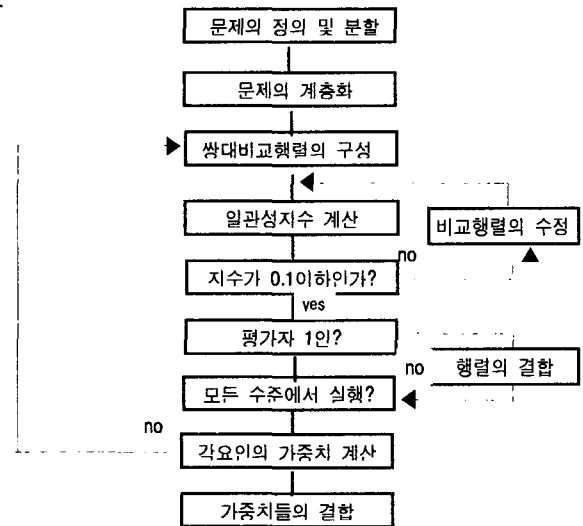 문제의 정의 및 분할
문제의 계층화
쌍대비교행렬의 구성
일관성지수 계산
비교행렬의 수정
no
지수가 0.1이하인가?
yes
평가자 1인?
no
행렬의 결합
모든 수준에서 실행?
no
각요인의 가중치 계산
가중치들의 결합